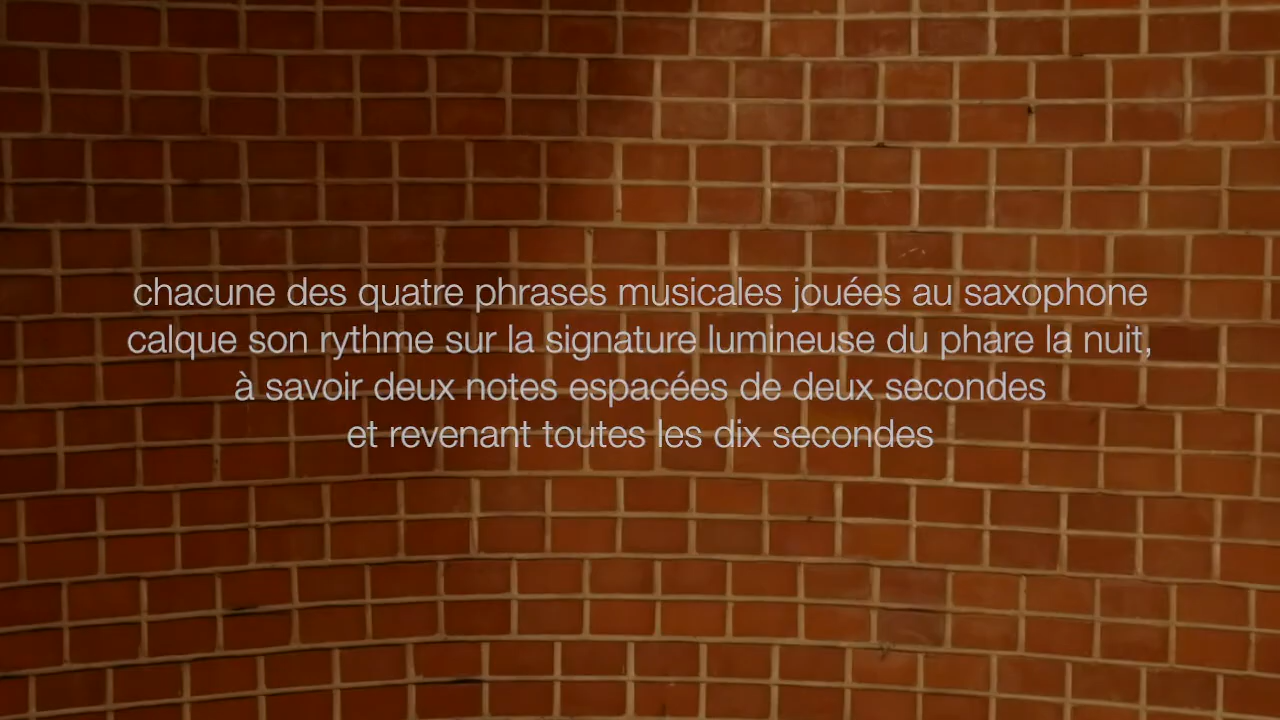 chacune des quatre phrases musicales jouées au saxophone
calque son rythme sur la signature lumineuse du phare la nuit,
à savoir deux notes espacées de deux secondes
et revenant toutes les dix secondes